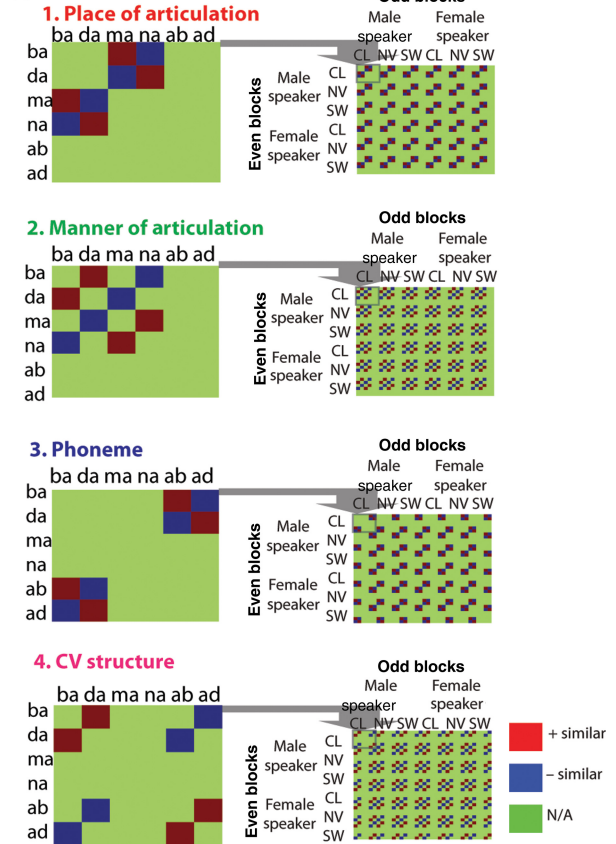 Odd blocks
1. Place of articulation
Male Female
speaker speaker
ba da ma na ab ad
CL NV SW CL NV SW
ba
da
ma
na
ab
ad
Even blocks
Male
speaker
Female
speaker
CL
NV
SW
CL
NV
SW
2. Manner of articulation
Odd blocks
Male Female
speaker speaker
ba da ma na ab ad
CL NV SW CL NV SW
ba
da
ma
na
ab
ad
Even blocks
Male
speaker
Female
speaker
CL
NV
SW
CL
NV
SW
3. Phoneme
Odd blocks
Male Female
speaker speaker
ba da ma na ab ad
CL NV SW CL NV SW
ba
da
ma
na
ab
ad
Even blocks
Male
speaker
Female
speaker
CL
NV
SW
CL
NV
SW
4. CV structure
Odd blocks
Male Female
speaker speaker
ba da ma na ab ad
CL NV SW CL NV SW
ba
da
ma
na
ab
ad
Even blocks
Male
speaker
Female
speaker
CL
NV
SW
CL
NV
SW
+ similar
– similar
N/A